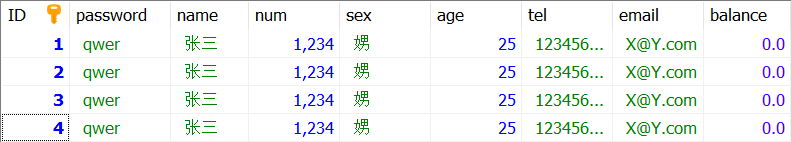 ID password name num sex age tel email balance
1 qwer 张三 1,234 娚 25 123456... X@Y.com 0.0
2 qwer 张三 1,234 娚 25 123456... X@Y.com 0.0
3 qwer 张三 1,234 娚 25 123456... X@Y.com 0.0
4 qwer 张三 1,234 娚 25 123456... X@Y.com 0.0